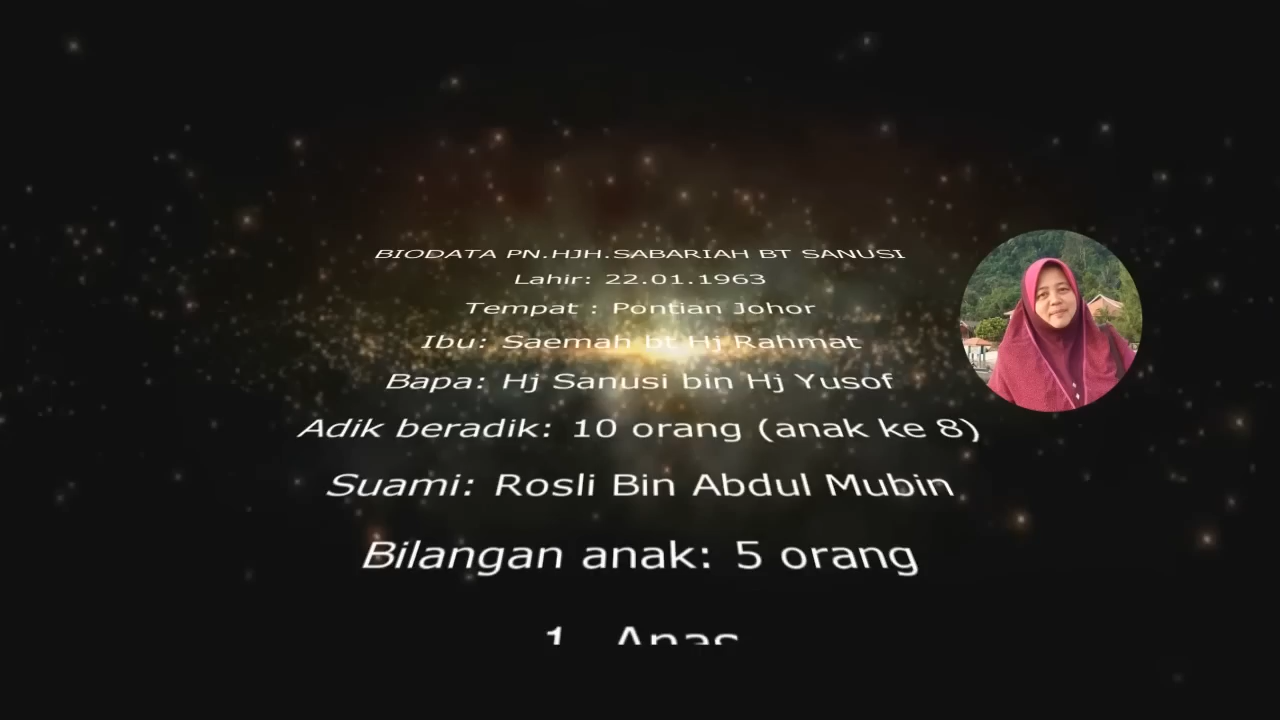 BIODATA PN.HJH.SABARIAH BT SANUSI
Lahir: 22.01.1963
Tempat : Pontian Johor
Ibu: Saemah bt Hj Rahmat
Bapa: Hj Sanusi bin Hj Yusof
Adik beradik: 10 orang (anak ke 8)
Suami: Rosli Bin Abdul Mubin
Bilangan anak: 5 orang
1. Anas